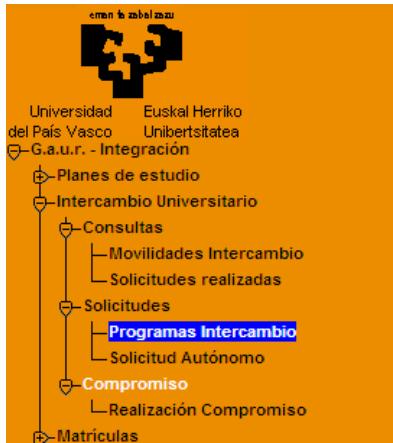 eman ta zabal zazu
Universidad Euskal Herriko
del País Vasco Unibertsitatea
G.a.u.r. - Integración
Planes de estudio
Intercambio Universitario
Consultas
Movilidades Intercambio
Solicitudes realizadas
Solicitudes
Programas Intercambio
Solicitud Autónomo
Compromiso
Realización Compromiso
Matrículas